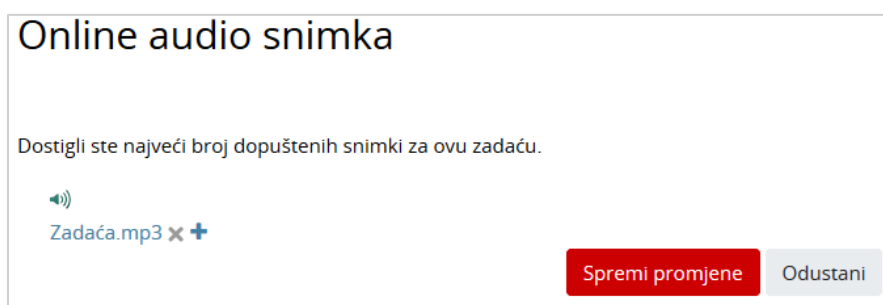 Online audio snimka
Dostigli ste najveći broj dopuštenih snimki za ovu zadaću.
Zadaća.mp3
Spremi promjene Odustani